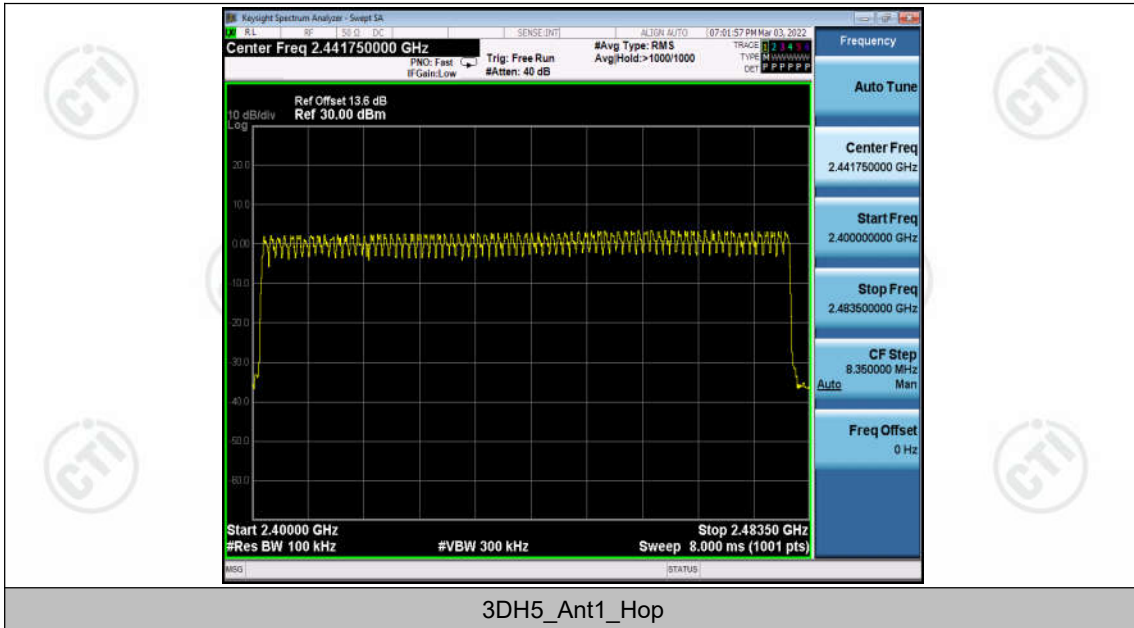 Keysight Spectrum Analyzer - Swept SA
RL RF 50 Ω DC SENSE:INT ALIGN AUTO 07:01:57 PM Mar 03, 2022
Center Freq 2.441750000 GHz
PNO: Fast
IFGain:Low
Trig: Free Run
#Atten: 40 dB
#Avg Type: RMS
Avg|Hold:>1000/1000
TRACE 1 2 3 4 5 6
TYPE M W W W W W
DET P P P P P P
Frequency
Auto Tune
Center Freq
2.441750000 GHz
Start Freq
2.400000000 GHz
Stop Freq
2.483500000 GHz
CF Step
8.350000 MHz
Auto Man
Freq Offset
0 Hz
Ref Offset 13.6 dB
10 dB/div Ref 30.00 dBm
Log
20.0
10.0
0.00
-10.0
-20.0
-30.0
-40.0
-50.0
-60.0
Start 2.40000 GHz Stop 2.48350 GHz
#Res BW 100 kHz #VBW 300 kHz Sweep 8.000 ms (1001 pts)
MSG STATUS
3DH5_Ant1_Hop
CTI
CTI
CTI
CTI